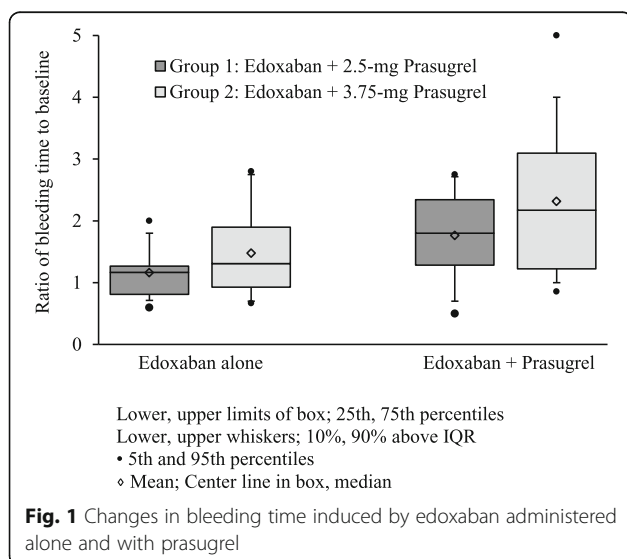 5
4
3
2
1
0
Ratio of bleeding time to baseline
Group 1: Edoxaban + 2.5-mg Prasugrel
Group 2: Edoxaban + 3.75-mg Prasugrel
Edoxaban alone
Edoxaban + Prasugrel
Lower, upper limits of box; 25th, 75th percentiles
Lower, upper whiskers; 10%, 90% above IQR
• 5th and 95th percentiles
⋄ Mean; Center line in box, median
Fig. 1 Changes in bleeding time induced by edoxaban administered
alone and with prasugrel